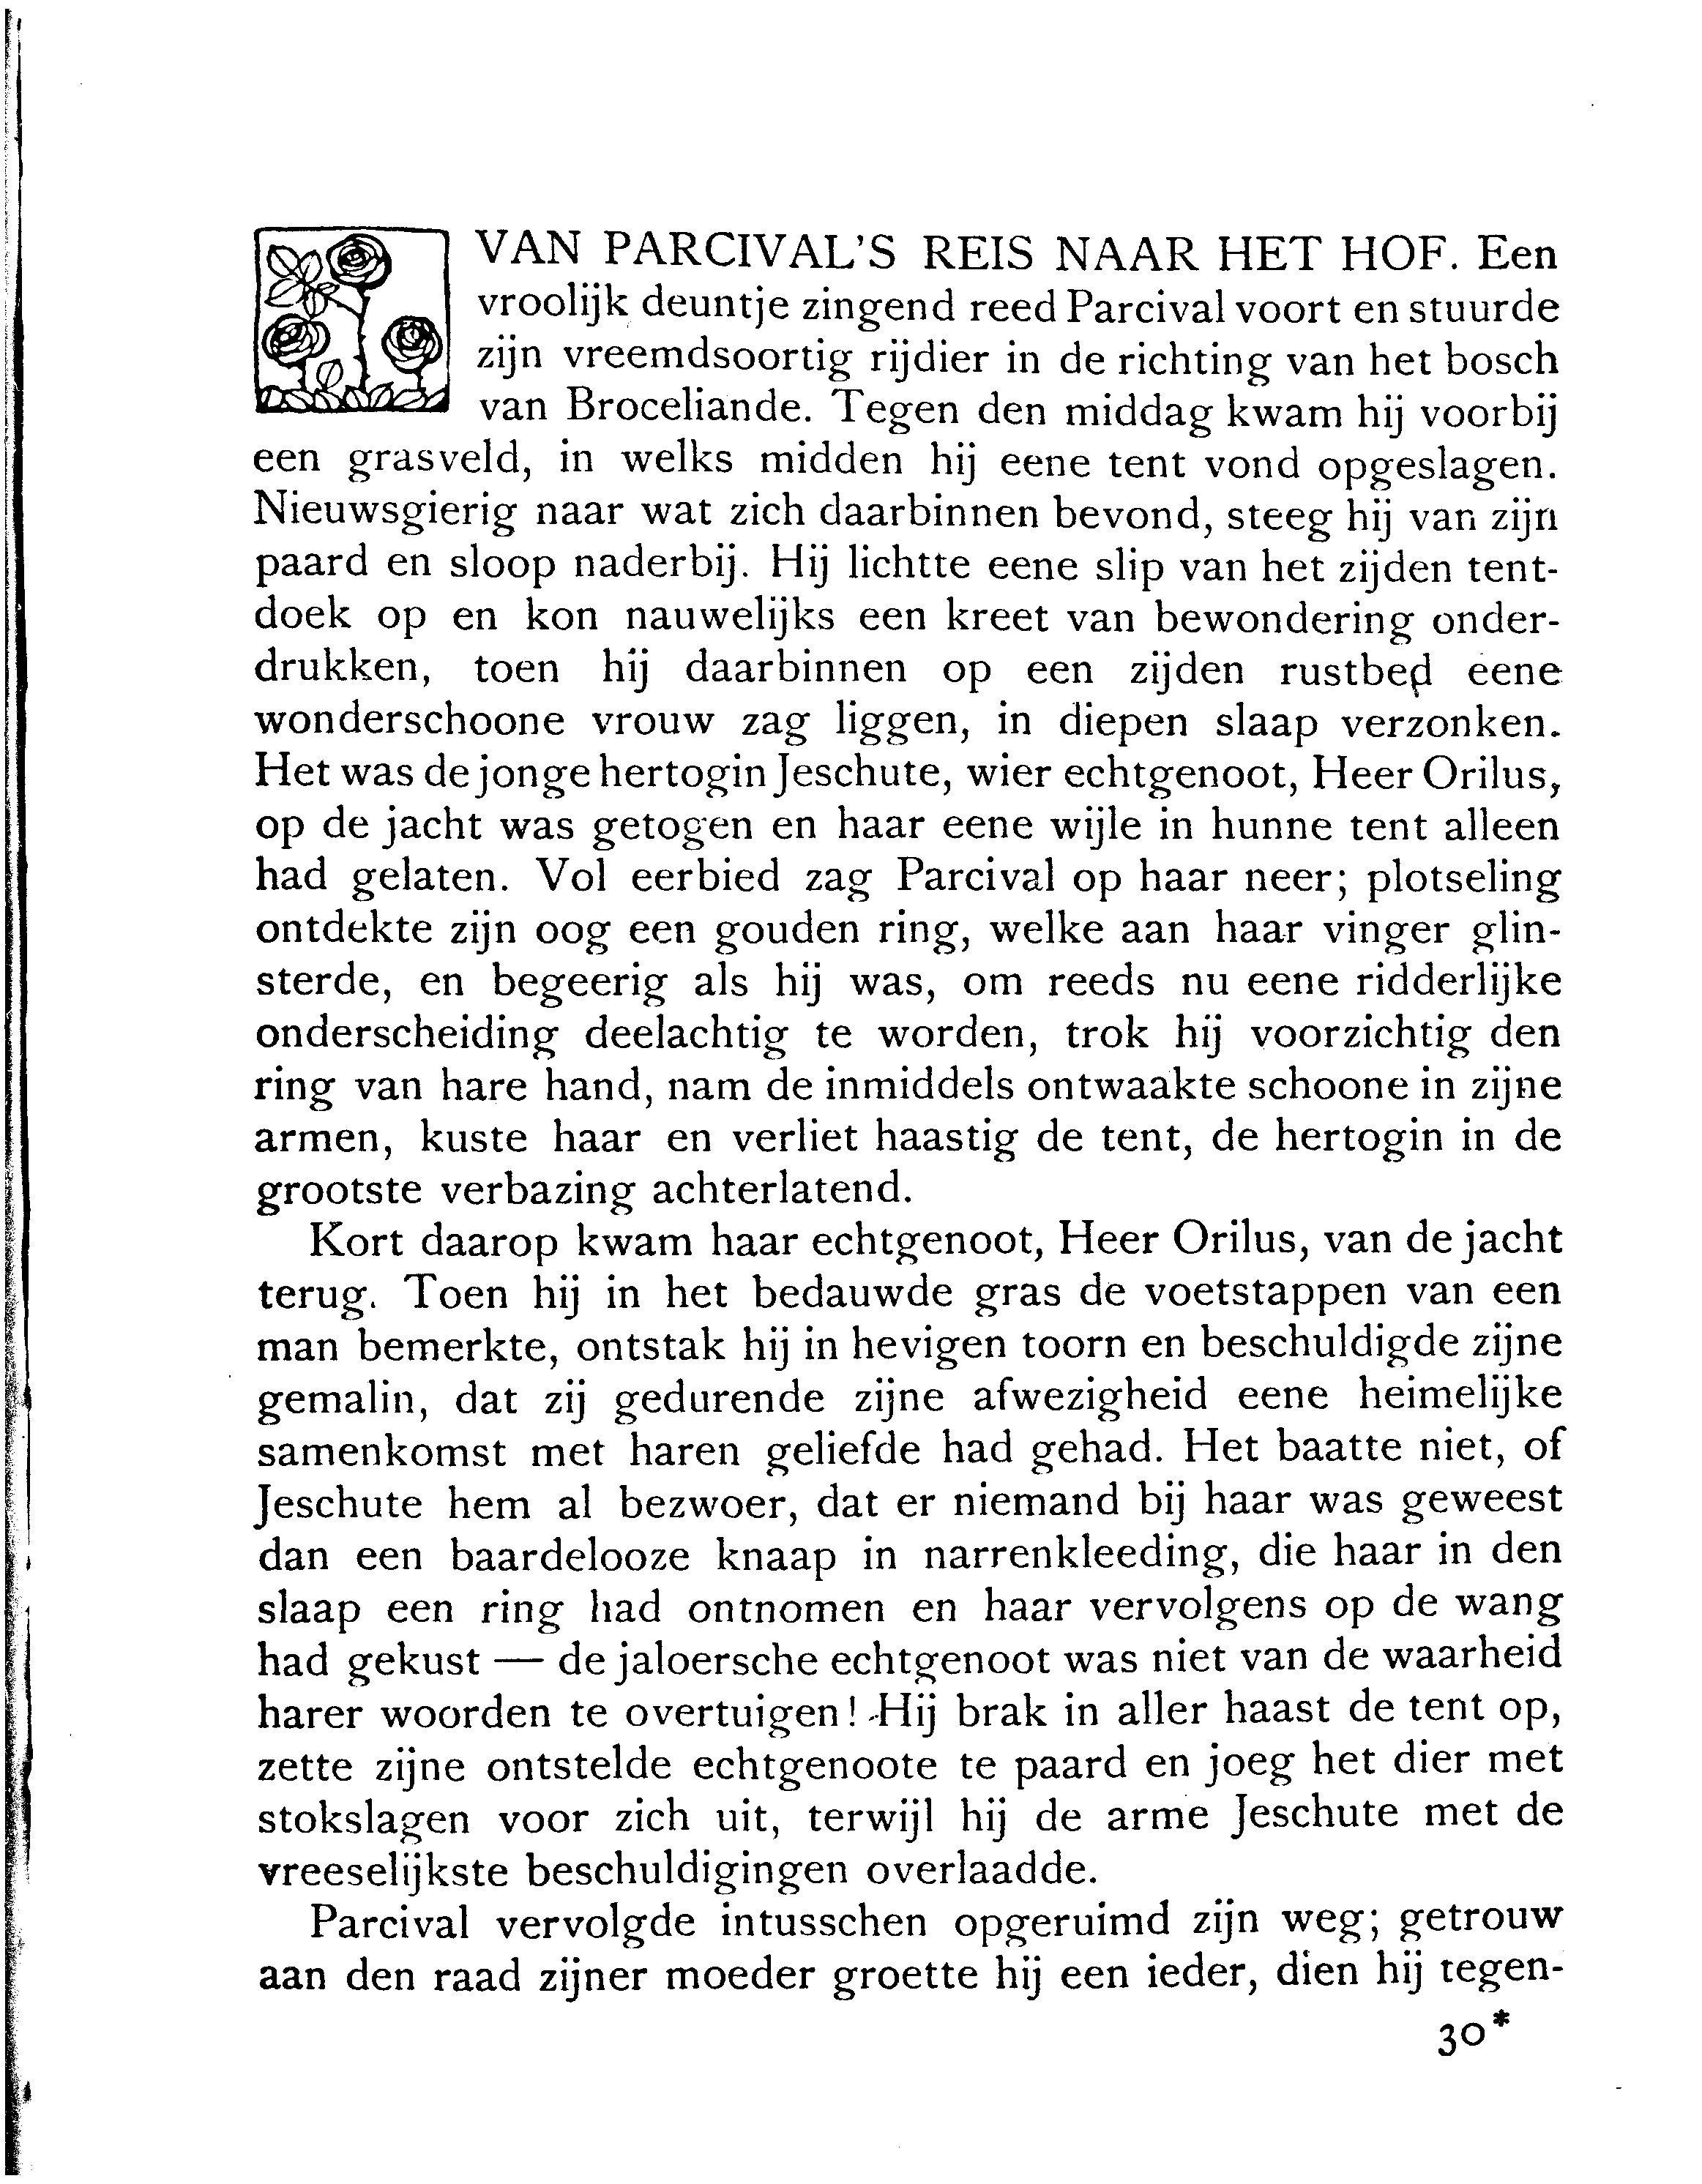 VAN PARCIVAL'S REIS NAAR HET HOF. Een
vroolijk deuntje zingend reed Parcival voort en stuurde
zijn vreemdsoortig rijdier in de richting van het bosch
van Broceliande. Tegen den middag kwam hij voorbij
een grasveld, in welks midden hij eene tent vond opgeslagen.
Nieuwsgierig naar wat zich daarbinnen bevond, steeg hij van zijn
paard en sloop naderbij. Hij lichtte eene slip van het zijden tent-
doek op en kon nauwelijks een kreet van bewondering onder-
drukken, toen hij daarbinnen op een zijden rustbed eene
wonderschoone vrouw zag liggen, in diepen slaap verzonken.
Het was de jonge hertogin Jeschute, wier echtgenoot, Heer Orilus,
op de jacht was getogen en haar eene wijle in hunne tent alleen
had gelaten. Vol eerbied zag Parcival op haar neer; plotseling
ontdekte zijn oog een gouden ring, welke aan haar vinger glin-
sterde, en begeerig als hij was, om reeds nu eene ridderlijke
onderscheiding deelachtig te worden, trok hij voorzichtig den
ring van hare hand, nam de inmiddels ontwaakte schoone in zijne
armen, kuste haar en verliet haastig de tent, de hertogin in de
grootste verbazing achterlatend.
Kort daarop kwam haar echtgenoot, Heer Orilus, van de jacht
terug. Toen hij in het bedauwde gras de voetstappen van een
man bemerkte, ontstak hij in hevigen toorn en beschuldigde zijne
gemalin, dat zij gedurende zijne afwezigheid eene heimelijke
samenkomst met haren geliefde had gehad. Het baatte niet, of
Jeschute hem al bezwoer, dat er niemand bij haar was geweest
dan een baardelooze knaap in narrenkleeding, die haar in den
slaap een ring had ontnomen en haar vervolgens op de wang
had gekust — de jaloersche echtgenoot was niet van de waarheid
harer woorden te overtuigen! Hij brak in aller haast de tent op,
zette zijne ontstelde echtgenoote te paard en joeg het dier met
stokslagen voor zich uit, terwijl hij de arme Jeschute met de
vreeselijkste beschuldigingen overlaadde.
Parcival vervolgde intusschen opgeruimd zijn weg; getrouw
aan den raad zijner moeder groette hij een ieder, dien hij tegen-
30*